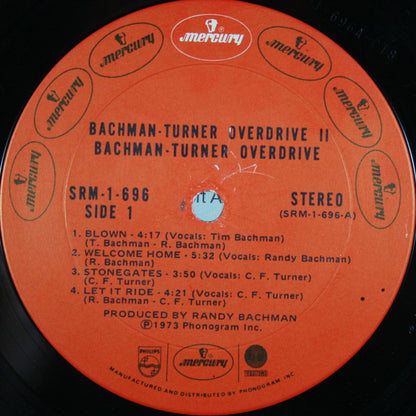 mercury
mercury
mercury
mercury
mercury
mercury
mercury
BACHMAN-TURNER OVERDRIVE II
BACHMAN-TURNER OVERDRIVE
SRM-1-696
SIDE 1
STEREO
(SRM-1-696-A)
1. BLOWN - 4:17 (Vocals: Tim Bachman)
(T. Bachman - R. Bachman)
2. WELCOME HOME - 5:32 (Vocals: Randy Bachman)
(R. Bachman)
3. STONEGATES - 3:50 (Vocals: C. F. Turner)
(C. F. Turner)
4. LET IT RIDE - 4:21 (Vocals: C. F. Turner)
(R. Bachman - C. F. Turner)
PRODUCED BY RANDY BACHMAN
Ⓟ1973 Phonogram Inc.
PHILIPS
mercury
VERTIGO
MANUFACTURED AND DISTRIBUTED BY PHONOGRAM, INC.